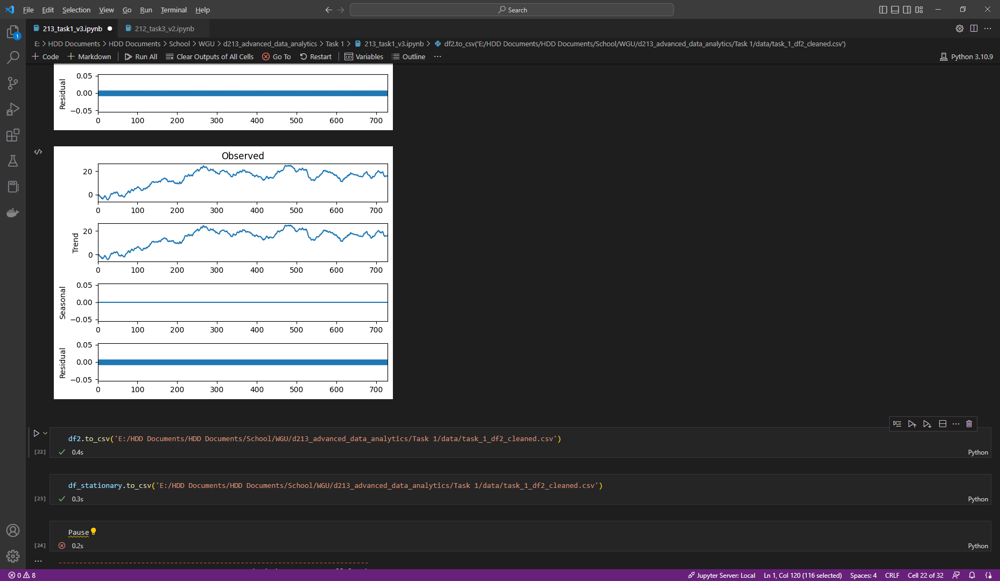 File Edit Selection View Go Run Terminal Help
Search
213_task1_v3.ipynb
212_task3_v2.ipynb
1
E: > HDD Documents > HDD Documents > School > WGU > d213_advanced_data_analytics > Task 1 > 213_task1_v3.ipynb > df2.to_csv('E:/HDD Documents/HDD Documents/School/WGU/d213_advanced_data_analytics/Task 1/data/task_1_df2_cleaned.csv')
+ Code + Markdown | Run All Clear Outputs of All Cells Go To Restart | Variables Outline ...
Python 3.10.9
Residual
0.05
0.00
−0.05
0 100 200 300 400 500 600 700
Observed
20
0
0 100 200 300 400 500 600 700
Trend
20
0
0 100 200 300 400 500 600 700
Seasonal
0.05
0.00
−0.05
0 100 200 300 400 500 600 700
Residual
0.05
0.00
−0.05
0 100 200 300 400 500 600 700
df2.to_csv('E:/HDD Documents/HDD Documents/School/WGU/d213_advanced_data_analytics/Task 1/data/task_1_df2_cleaned.csv')
[22] 0.4s Python
df_stationary.to_csv('E:/HDD Documents/HDD Documents/School/WGU/d213_advanced_data_analytics/Task 1/data/task_1_df2_cleaned.csv')
[23] 0.3s Python
Pause
[24] 0.2s Python
... ---------------------------------------------------------------------------
0 8 Jupyter Server: Local Ln 1, Col 120 (116 selected) Spaces: 4 CRLF Cell 22 of 32